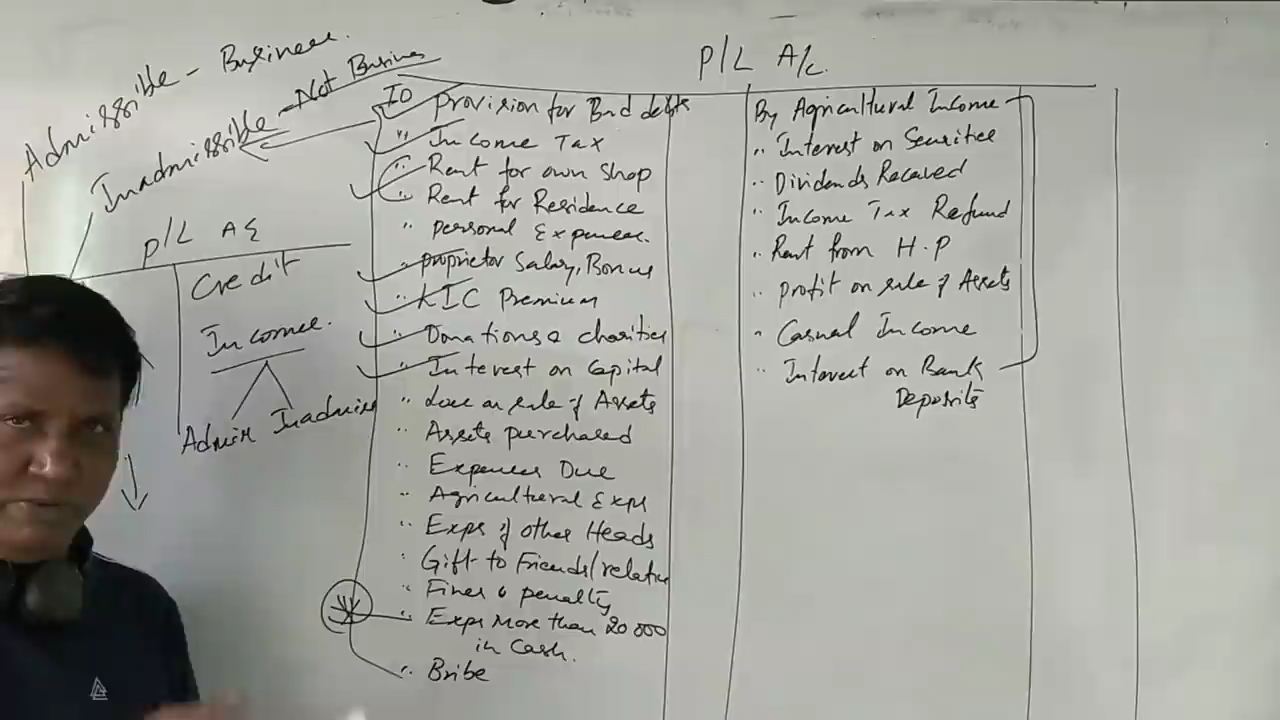 Admissible - Business.
Inadmissible - Not Business
P/L A/c
Credit
Incomes.
Admiss Inadmiss
P/L A/c.
To provision for Bad debts
" Income Tax
" Rent for own shop
" Rent for Residence
" personal Expenses.
" proprietor Salary, Bonus
" LIC Premium
" Donations & charities
" Interest on Capital
" Loss on sale of Assets
" Assets purchased
" Expenses Due
" Agricultural Exps
" Exps of other Heads
" Gift to Friends/relative
" Fines & penalty
" Exps More than 20000
in Cash.
" Bribe
By Agricultural Income
" Interest on Securities
" Dividends Received
" Income Tax Refund
" Rent from H.P
" profit on sale of Assets
" Casual Income
" Interest on Bank
Deposits